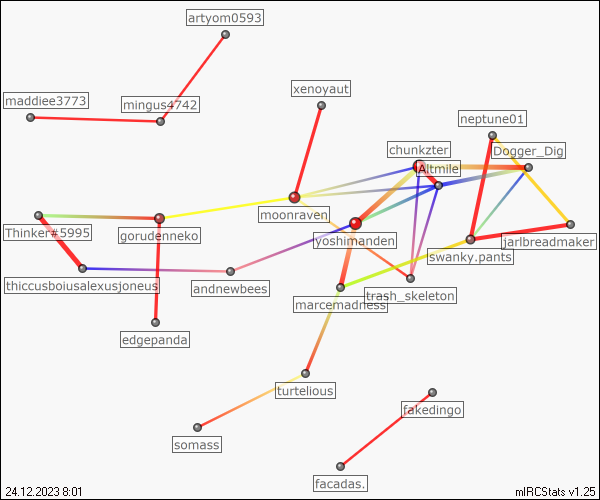 artyom0593
maddiee3773
mingus4742
xenoyaut
neptune01
chunkzter
Dogger_Dig
Altmile
moonraven
Thinker#5995
gorudenneko
yoshimanden
jarlbreadmaker
swanky.pants
thiccusboiusalexusjoneus
andnewbees
trash_skeleton
marcemadness
edgepanda
turtelious
fakedingo
somass
facadas.
24.12.2023 8:01
mIRCStats v1.25